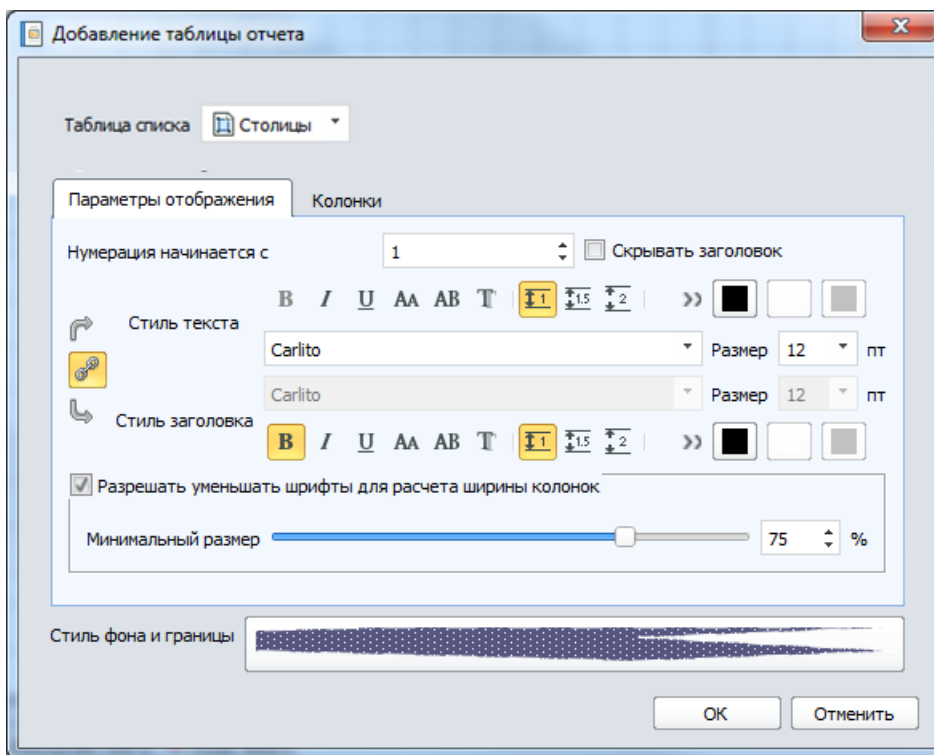 Добавление таблицы отчета
Таблица списка Столицы
Параметры отображения Колонки
Нумерация начинается с 1 Скрывать заголовок
B I U AA AB T 1 1.5 2
Стиль текста
Carlito Размер 12 пт
Carlito Размер 12 пт
Стиль заголовка
B I U AA AB T 1 1.5 2
Разрешать уменьшать шрифты для расчета ширины колонок
Минимальный размер 75 %
Стиль фона и границы
OK Отменить